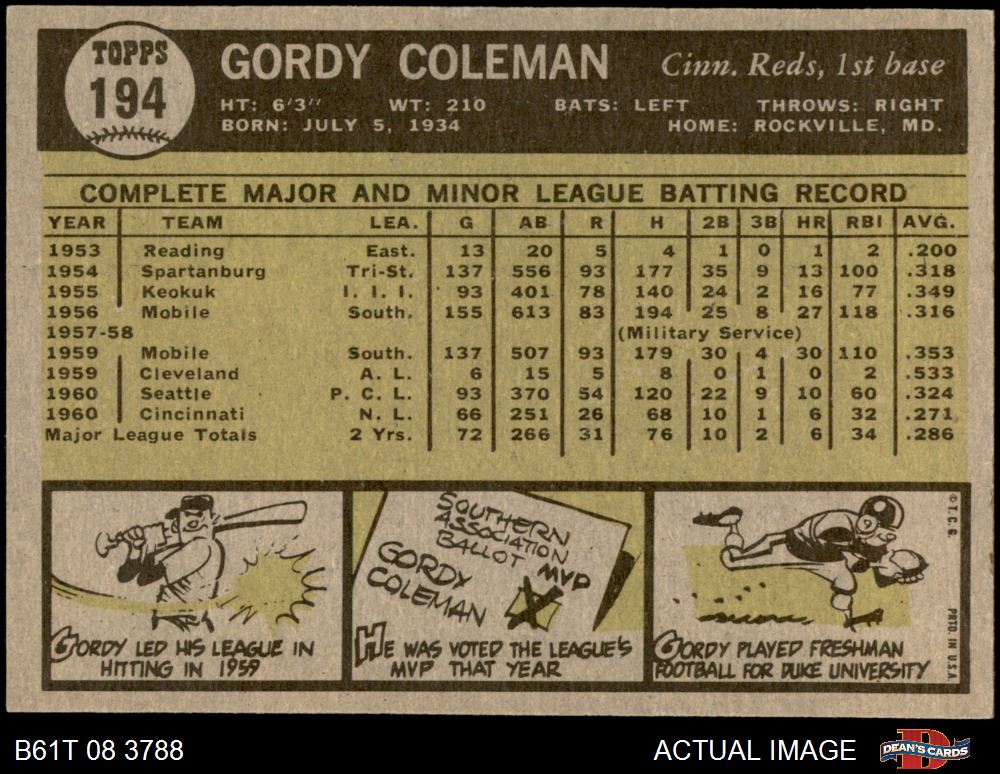 TOPPS
194
GORDY COLEMAN Cinn. Reds, 1st base
HT: 6'3" WT: 210 BATS: LEFT THROWS: RIGHT
BORN: JULY 5, 1934 HOME: ROCKVILLE, MD.
COMPLETE MAJOR AND MINOR LEAGUE BATTING RECORD
YEAR TEAM LEA. G AB R H 2B 3B HR RBI AVG.
1953 Reading East. 13 20 5 4 1 0 1 2 .200
1954 Spartanburg Tri-St. 137 556 93 177 35 9 13 100 .318
1955 Keokuk I. I. I. 93 401 78 140 24 2 16 77 .349
1956 Mobile South. 155 613 83 194 25 8 27 118 .316
1957-58 (Military Service)
1959 Mobile South. 137 507 93 179 30 4 30 110 .353
1959 Cleveland A. L. 6 15 5 8 0 1 0 2 .533
1960 Seattle P. C. L. 93 370 54 120 22 9 10 60 .324
1960 Cincinnati N. L. 66 251 26 68 10 1 6 32 .271
Major League Totals 2 Yrs. 72 266 31 76 10 2 6 34 .286
GORDY LED HIS LEAGUE IN
HITTING IN 1959
SOUTHERN
ASSOCIATION
BALLOT
MVP
GORDY
COLEMAN
X
HE WAS VOTED THE LEAGUE'S
MVP THAT YEAR
9
GORDY PLAYED FRESHMAN
FOOTBALL FOR DUKE UNIVERSITY
© T. C. G. PRTD. IN U.S.A.
B61T 08 3788
ACTUAL IMAGE
DEAN'S CARDS